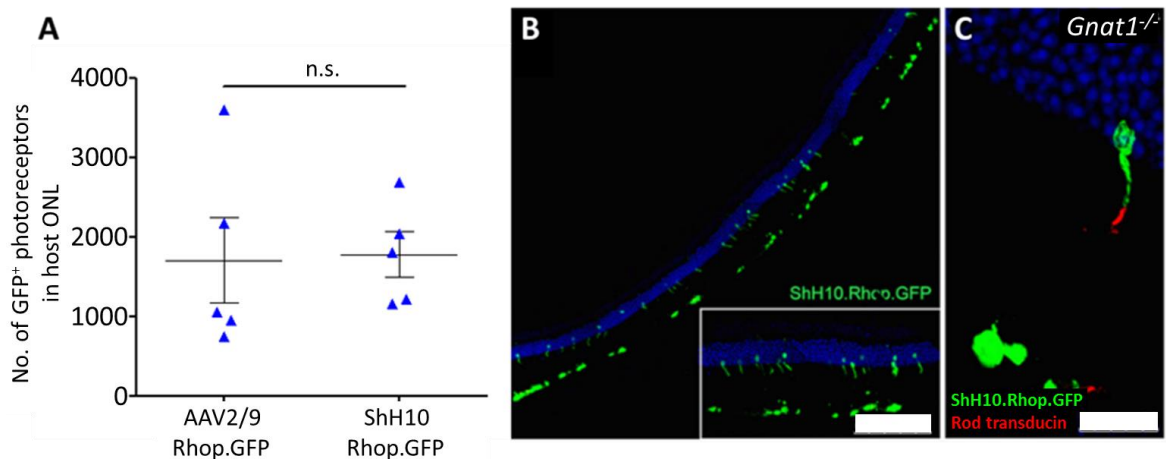 A
n.s.
4000
3000
2000
1000
0
No. of GFP⁺ photoreceptors
in host ONL
AAV2/9
Rhop.GFP
ShH10
Rhop.GFP
B
ShH10.Rhop.GFP
C
Gnat1⁻/⁻
ShH10.Rhop.GFP
Rod transducin